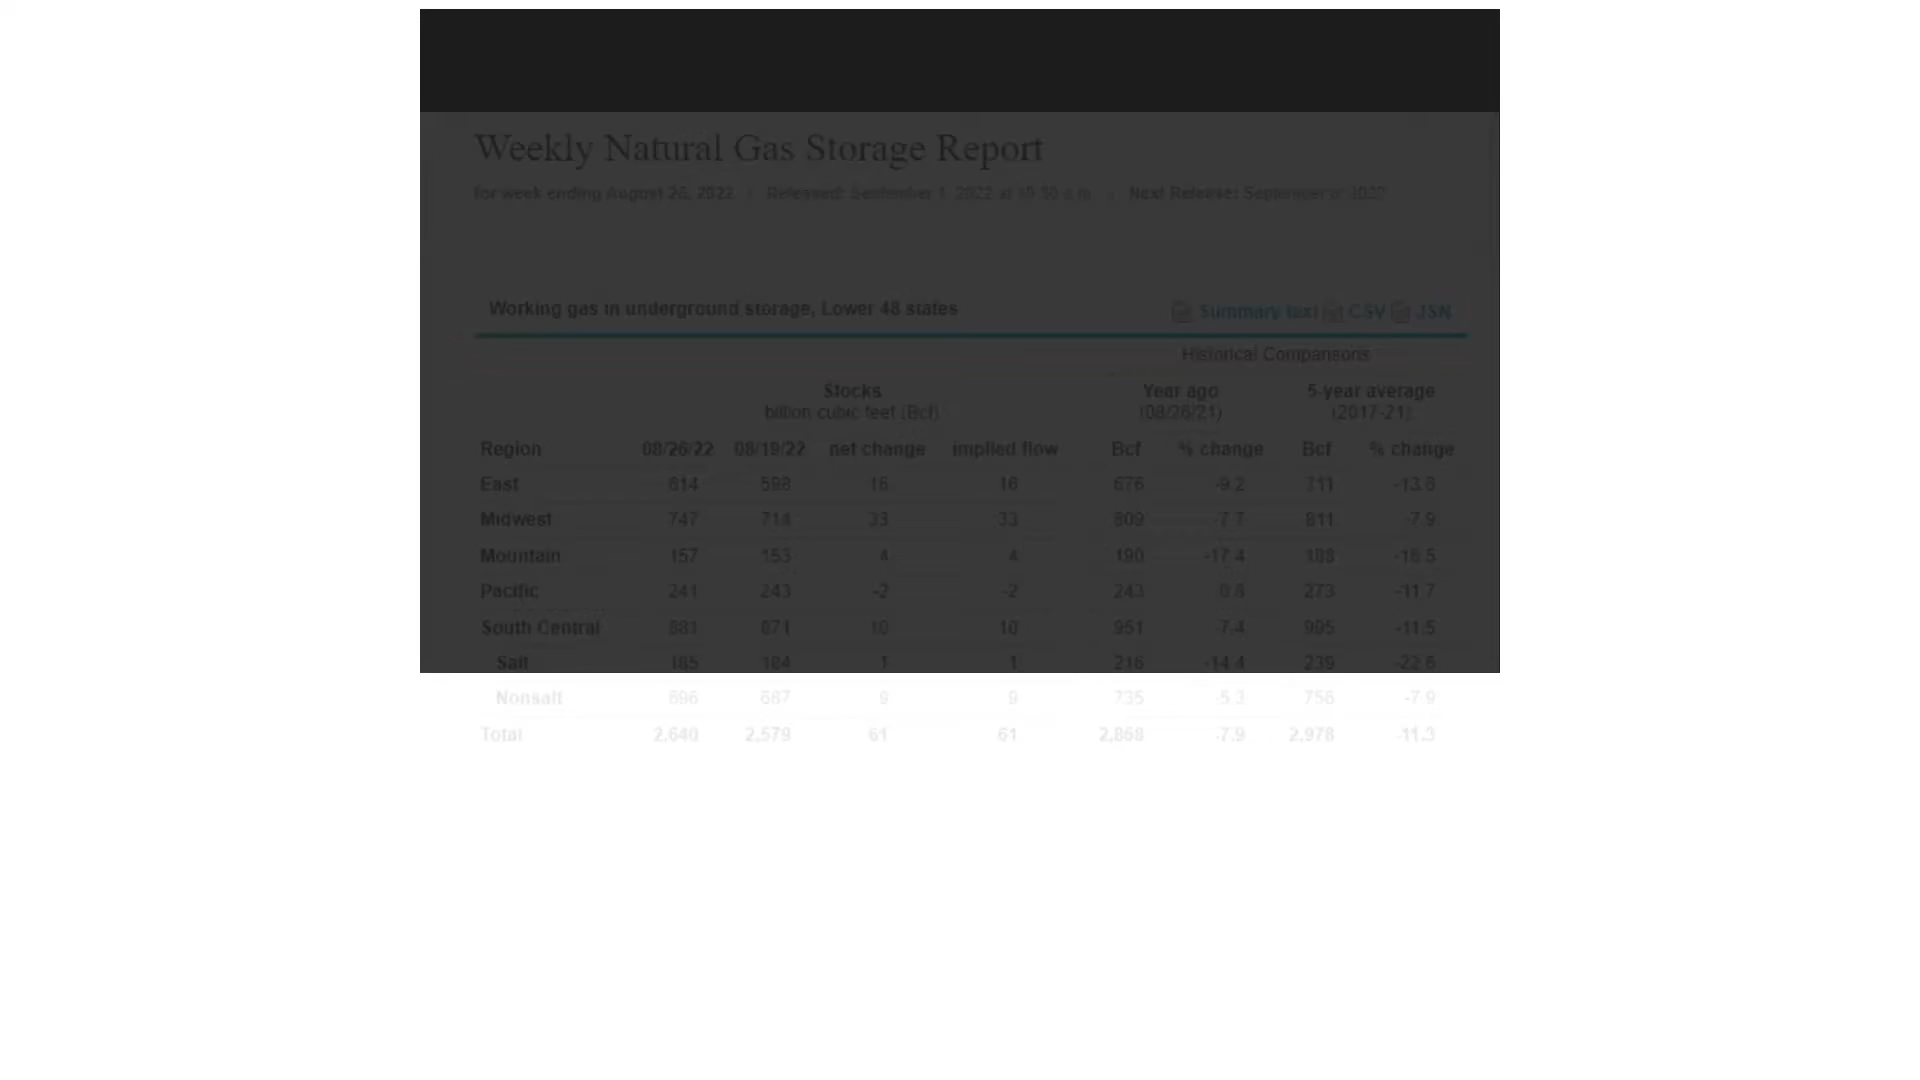 Weekly Natural Gas Storage Report
for week ending August 26, 2022 | Released: September 1, 2022 at 10:30 a.m. | Next Release: September 2022
Working gas in underground storage, Lower 48 states Summary text CSV JSN
Historical Comparisons
Stocks Year ago 5-year average
billion cubic feet (Bcf) (08/26/21) (2017-21)
Region 08/26/22 08/19/22 net change implied flow Bcf % change Bcf % change
East 614 598 16 16 676 -9.2 711 -13.6
Midwest 747 714 33 33 809 -7.7 811 -7.9
Mountain 157 153 4 4 190 -17.4 188 -16.5
Pacific 241 243 -2 -2 243 273 -11.7
South Central 881 871 10 10 951 -7.4 995 -11.5
Salt 185 184 1 1 216 -14.4 239 -22.6
Nonsalt 696 687 9 9 735 -5.3 756 -7.9
Total 2,640 2,579 61 61 2,868 -7.9 2,978 -11.3